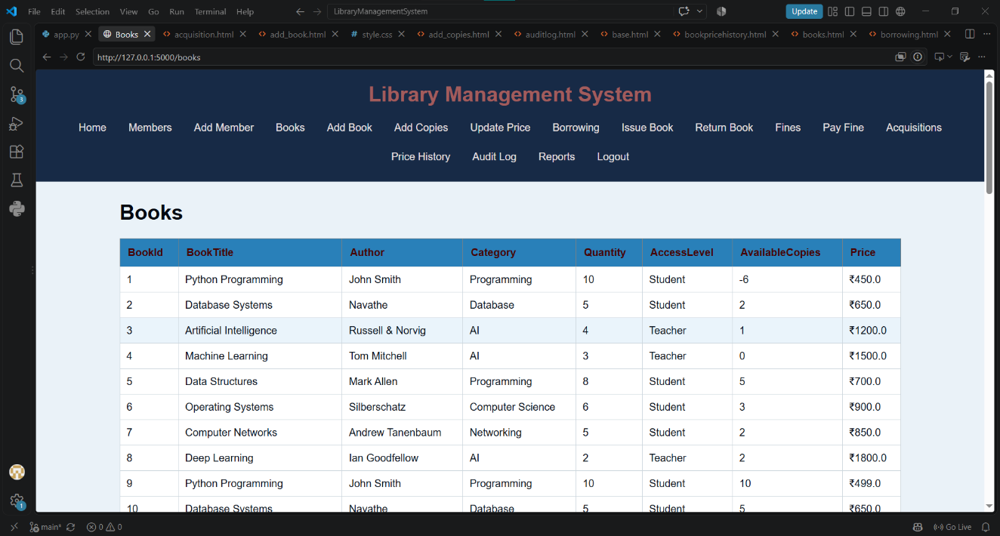 File Edit Selection View Go Run Terminal Help LibraryManagementSystem Update
app.py Books acquisition.html add_book.html # style.css add_copies.html auditlog.html base.html bookpricehistory.html books.html borrowing.html
http://127.0.0.1:5000/books
Library Management System
Home Members Add Member Books Add Book Add Copies Update Price Borrowing Issue Book Return Book Fines Pay Fine Acquisitions
Price History Audit Log Reports Logout
3
Books
BookId BookTitle Author Category Quantity AccessLevel AvailableCopies Price
1 Python Programming John Smith Programming 10 Student -6 ₹450.0
2 Database Systems Navathe Database 5 Student 2 ₹650.0
3 Artificial Intelligence Russell & Norvig AI 4 Teacher 1 ₹1200.0
4 Machine Learning Tom Mitchell AI 3 Teacher 0 ₹1500.0
5 Data Structures Mark Allen Programming 8 Student 5 ₹700.0
6 Operating Systems Silberschatz Computer Science 6 Student 3 ₹900.0
7 Computer Networks Andrew Tanenbaum Networking 5 Student 2 ₹850.0
8 Deep Learning Ian Goodfellow AI 2 Teacher 2 ₹1800.0
9 Python Programming John Smith Programming 10 Student 10 ₹499.0
10 Database Systems Navathe Database 5 Student 5 ₹650.0
1
main* 0 0 Go Live